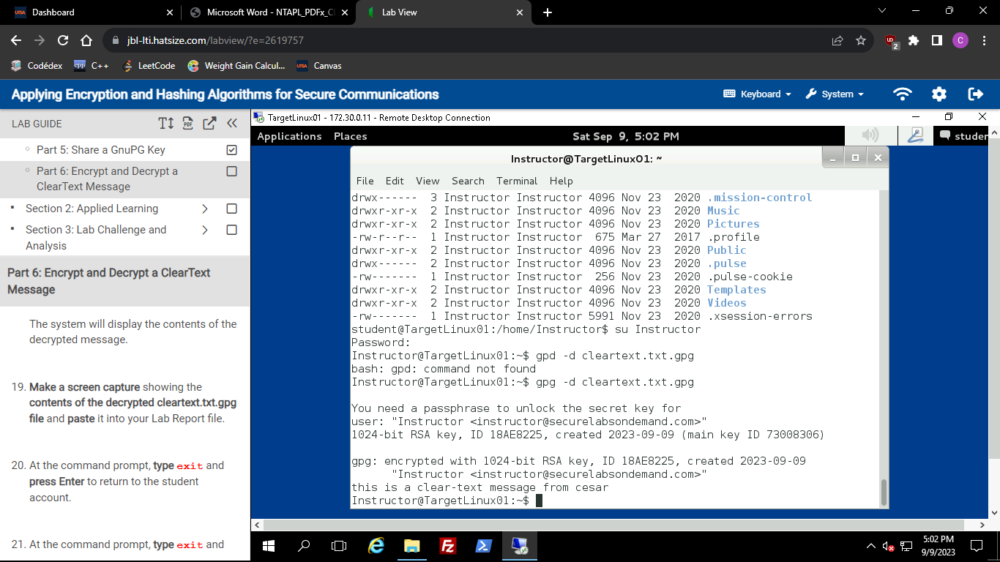 Dashboard
Microsoft Word - NTAPL_PDFx_C
Lab View
jbl-lti.hatsize.com/labview/?e=2619757
2
C
Codédex
cpp C++
LeetCode
Weight Gain Calcul...
UTSA Canvas
Applying Encryption and Hashing Algorithms for Secure Communications
Keyboard
System
LAB GUIDE
PDF
Part 5: Share a GnuPG Key
Part 6: Encrypt and Decrypt a
ClearText Message
Section 2: Applied Learning
Section 3: Lab Challenge and
Analysis
Part 6: Encrypt and Decrypt a ClearText
Message
The system will display the contents of the
decrypted message.
19. Make a screen capture showing the
contents of the decrypted cleartext.txt.gpg
file and paste it into your Lab Report file.
20. At the command prompt, type exit and
press Enter to return to the student
account.
21. At the command prompt, type exit and
TargetLinux01 - 172.30.0.11 - Remote Desktop Connection
Applications Places
Sat Sep 9, 5:02 PM
studer
Instructor@TargetLinux01: ~
File Edit View Search Terminal Help
drwx------ 3 Instructor Instructor 4096 Nov 23 2020 .mission-control
drwxr-xr-x 2 Instructor Instructor 4096 Nov 23 2020 Music
drwxr-xr-x 2 Instructor Instructor 4096 Nov 23 2020 Pictures
-rw-r--r-- 1 Instructor Instructor 675 Mar 27 2017 .profile
drwxr-xr-x 2 Instructor Instructor 4096 Nov 23 2020 Public
drwx------ 2 Instructor Instructor 4096 Nov 23 2020 .pulse
-rw------- 1 Instructor Instructor 256 Nov 23 2020 .pulse-cookie
drwxr-xr-x 2 Instructor Instructor 4096 Nov 23 2020 Templates
drwxr-xr-x 2 Instructor Instructor 4096 Nov 23 2020 Videos
-rw------- 1 Instructor Instructor 5991 Nov 23 2020 .xsession-errors
student@TargetLinux01:/home/Instructor$ su Instructor
Password:
Instructor@TargetLinux01:~$ gpd -d cleartext.txt.gpg
bash: gpd: command not found
Instructor@TargetLinux01:~$ gpg -d cleartext.txt.gpg
You need a passphrase to unlock the secret key for
user: "Instructor <instructor@securelabsondemand.com>"
1024-bit RSA key, ID 18AE8225, created 2023-09-09 (main key ID 73008306)
gpg: encrypted with 1024-bit RSA key, ID 18AE8225, created 2023-09-09
"Instructor <instructor@securelabsondemand.com>"
this is a clear-text message from cesar
Instructor@TargetLinux01:~$
5:02 PM
9/9/2023